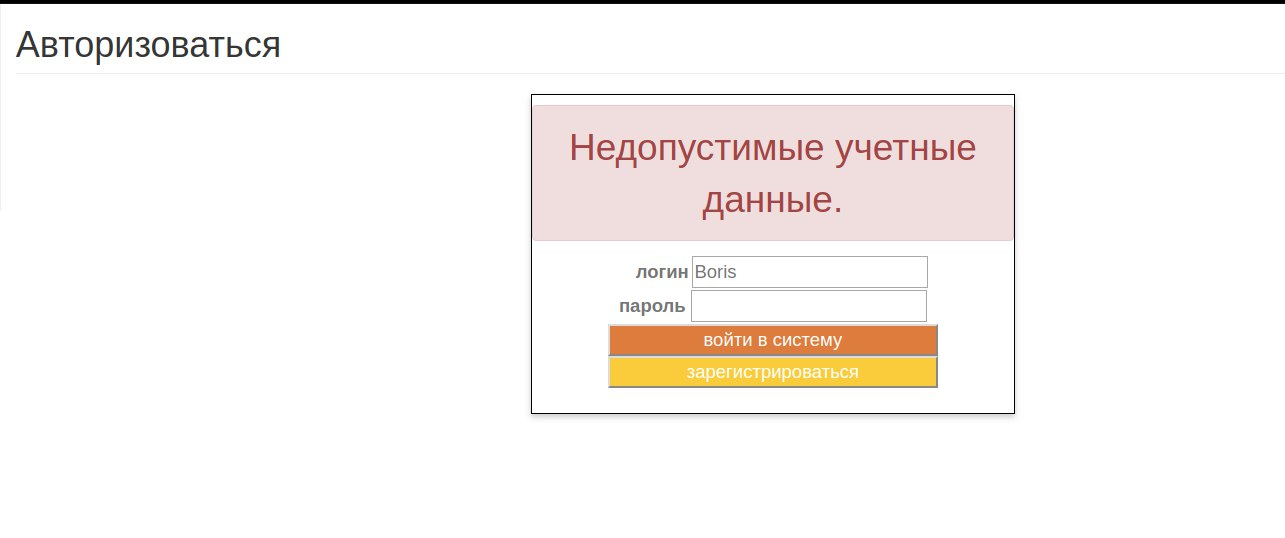 Авторизоваться
Недопустимые учетные
данные.
логин Boris
пароль
войти в систему
зарегистрироваться